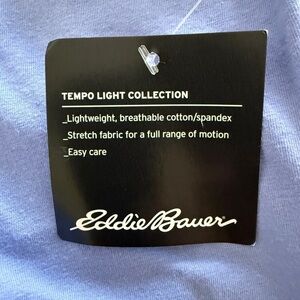 TEMPO LIGHT COLLECTION
_Lightweight, breathable cotton/spandex
_Stretch fabric for a full range of motion
_Easy care
Eddie Bauer